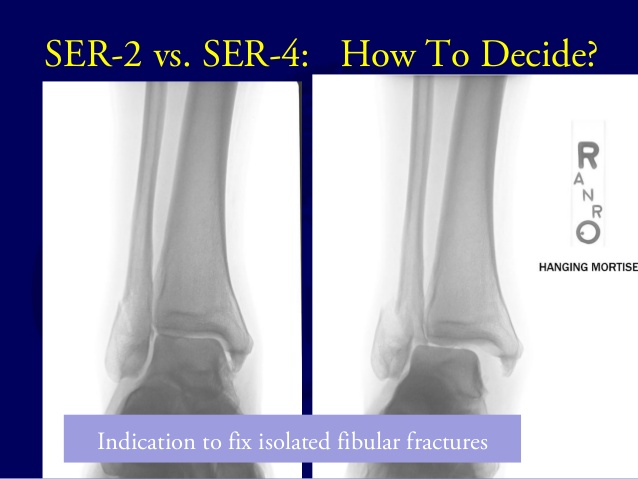 SER-2 vs. SER-4: How To Decide?
R
A
N
R
O
HANGING MORTISE
Indication to fix isolated fibular fractures